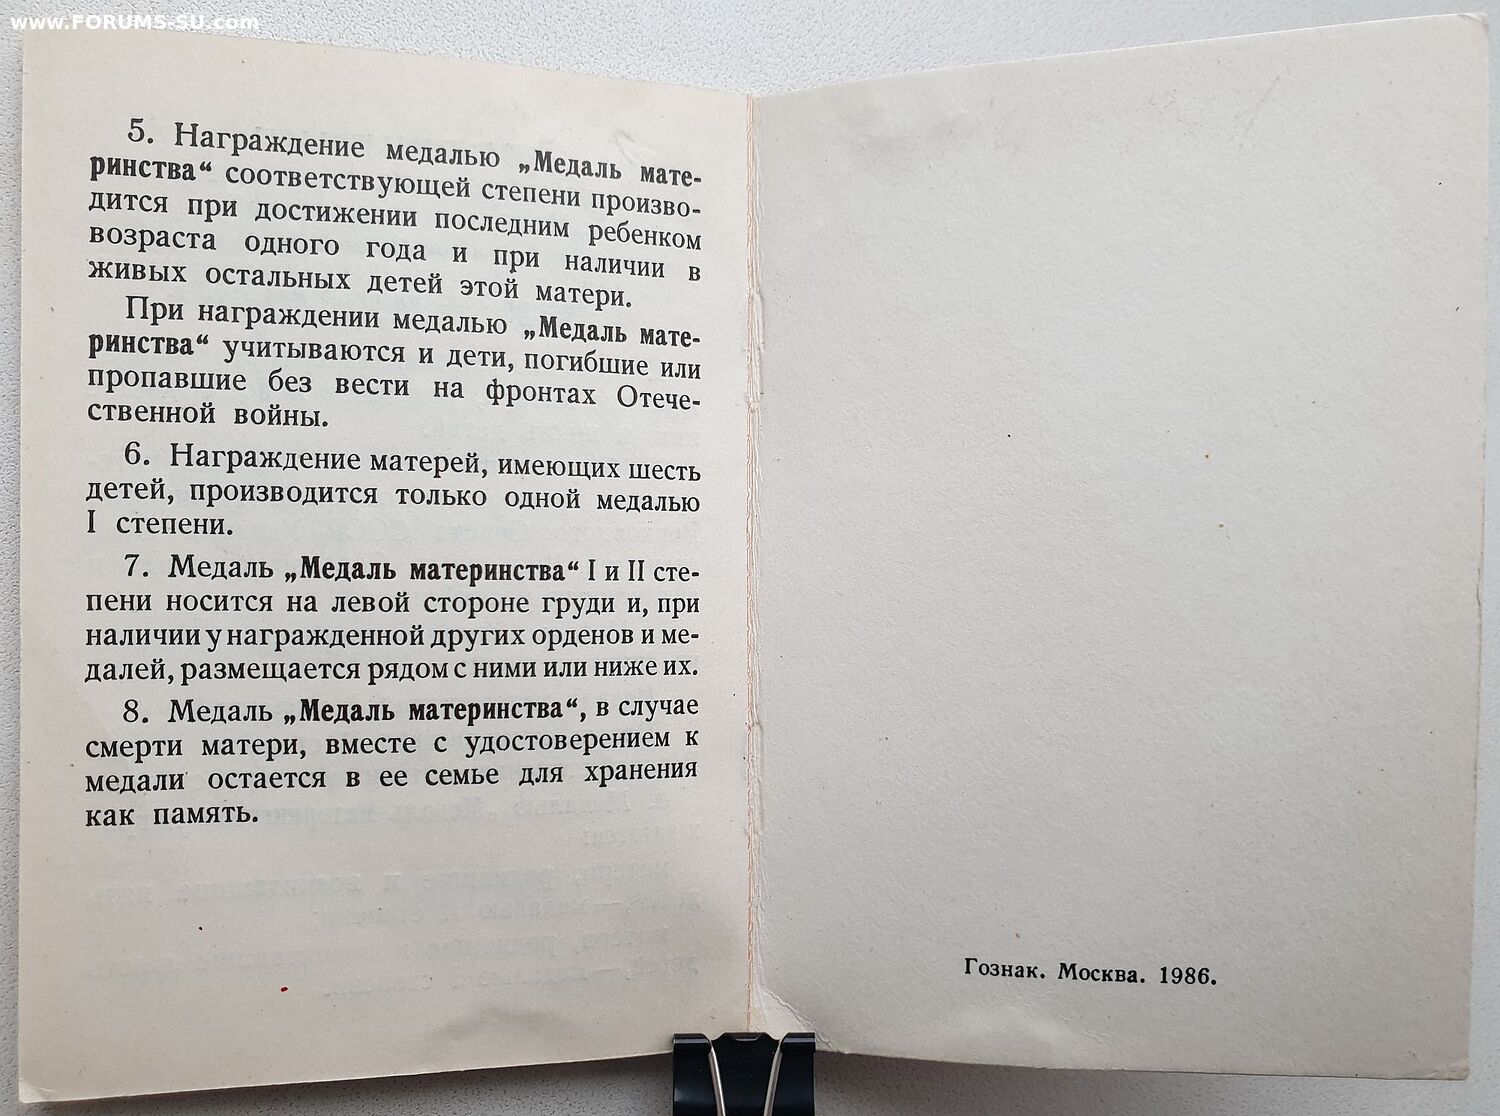 www.FORUMS-SU.com
5. Награждение медалью „Медаль мате-
ринства“ соответствующей степени произво-
дится при достижении последним ребенком
возраста одного года и при наличии в
живых остальных детей этой матери.
При награждении медалью „Медаль мате-
ринства“ учитываются и дети, погибшие или
пропавшие без вести на фронтах Отече-
ственной войны.
6. Награждение матерей, имеющих шесть
детей, производится только одной медалью
I степени.
7. Медаль „Медаль материнства“ I и II сте-
пени носится на левой стороне груди и, при
наличии у награжденной других орденов и ме-
далей, размещается рядом с ними или ниже их.
8. Медаль „Медаль материнства“, в случае
смерти матери, вместе с удостоверением к
медали остается в ее семье для хранения
как память.
Гознак. Москва. 1986.